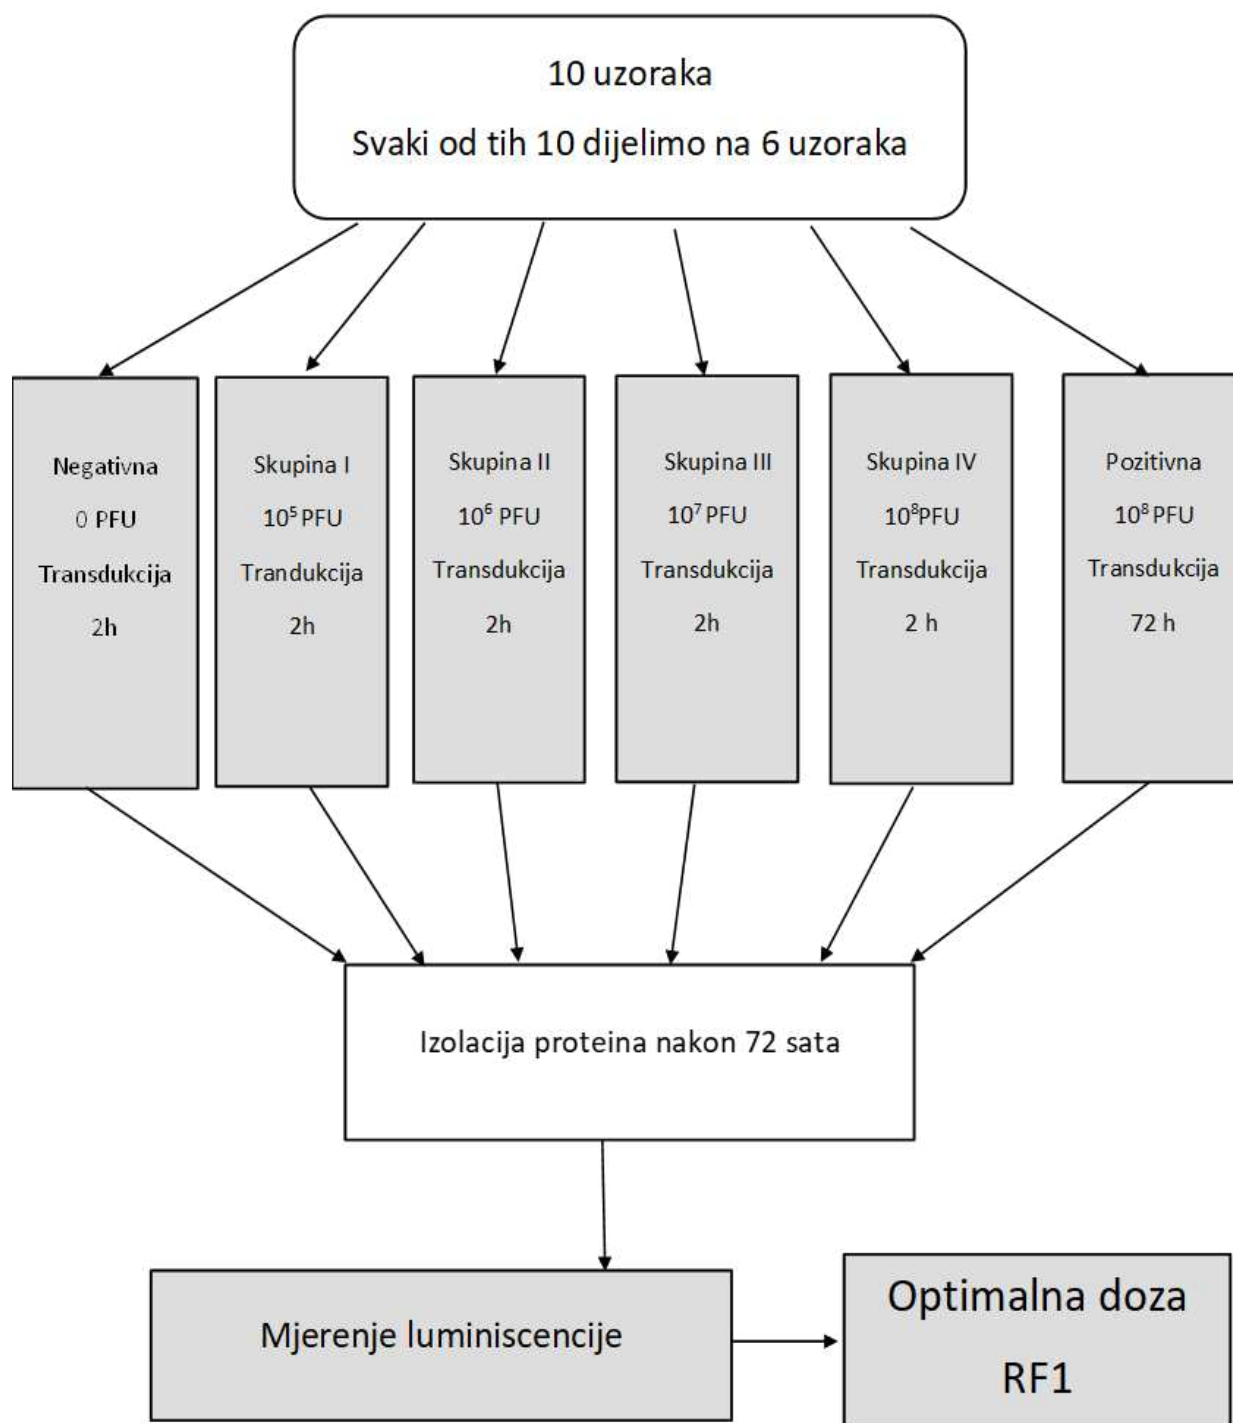 10 uzoraka
Svaki od tih 10 dijelimo na 6 uzoraka
Negativna
0 PFU
Transdukcija
2h
Skupina I
10⁵ PFU
Trandukcija
2h
Skupina II
10⁶ PFU
Transdukcija
2h
Skupina III
10⁷ PFU
Transdukcija
2h
Skupina IV
10⁸PFU
Transdukcija
2 h
Pozitivna
10⁸ PFU
Transdukcija
72 h
Izolacija proteina nakon 72 sata
Mjerenje luminiscencije
Optimalna doza
RF1